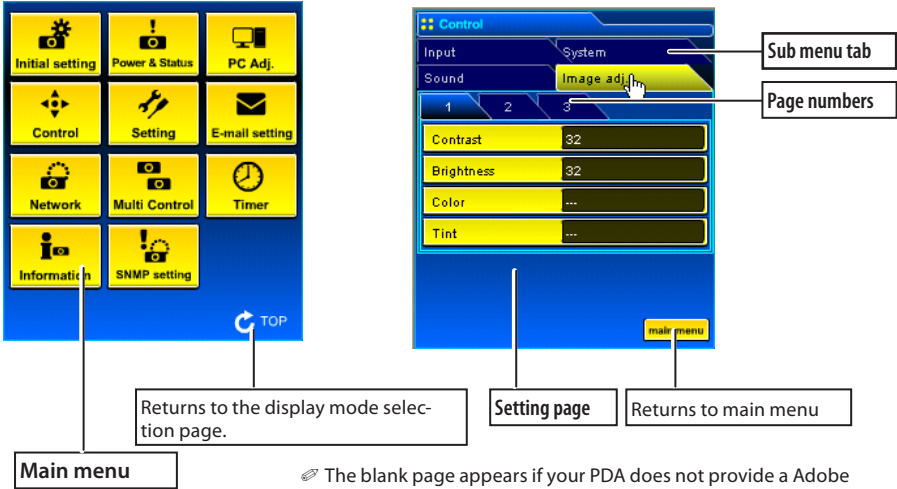 Initial setting
Power & Status
PC Adj.
Control
Setting
E-mail setting
Network
Multi Control
Timer
Information
SNMP setting
TOP
Control
Input
System
Sound
Image adj.
1
2
3
Contrast
32
Brightness
32
Color
---
Tint
---
main menu
Sub menu tab
Page numbers
Returns to the display mode selec-
tion page.
Setting page
Returns to main menu
Main menu
✐ The blank page appears if your PDA does not provide a Adobe